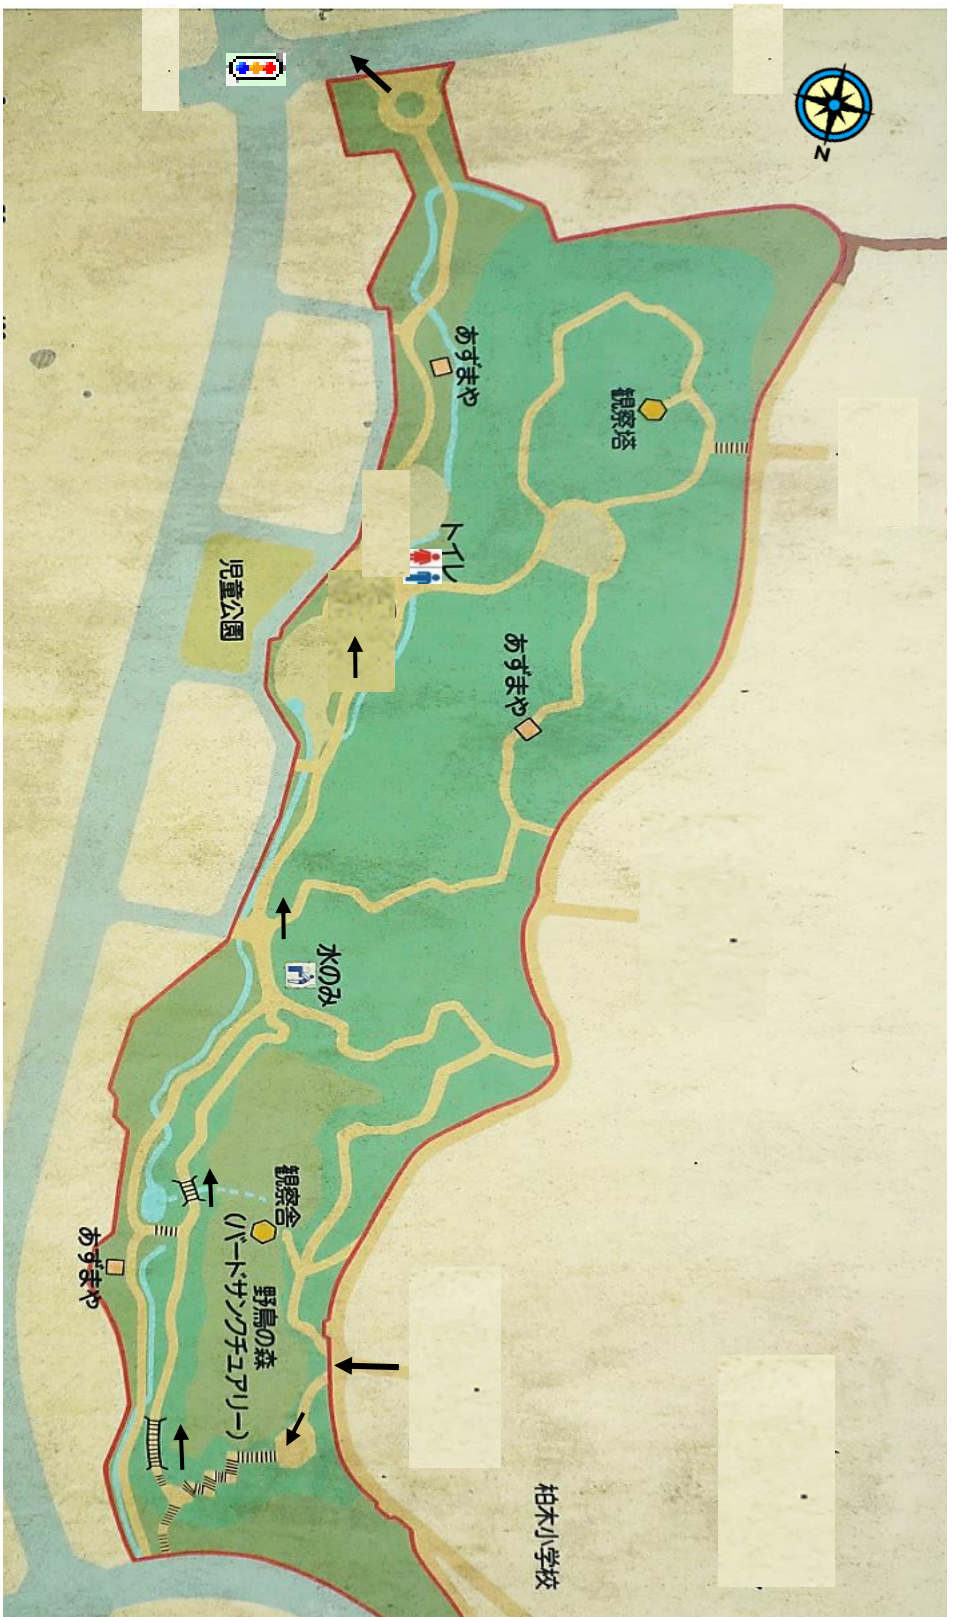 N
あずまや
観察塔
トイレ
児童公園
あずまや
水のみ
観察舎
(バードサンクチュアリー)
野鳥の森
あずまや
柏木小学校